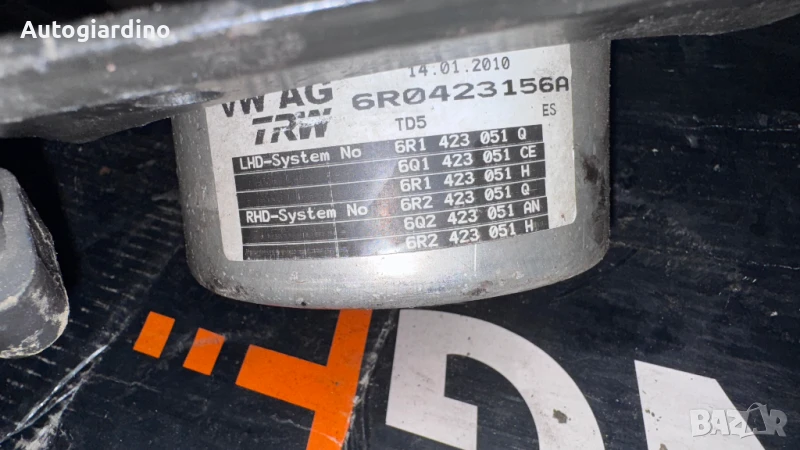 Autogiardino
14.01.2010
VW AG 6R0423156A
TRW TD5 ES
LHD-System No 6R1 423 051 Q
6Q1 423 051 CE
6R1 423 051 H
RHD-System No 6R2 423 051 Q
6Q2 423 051 AN
6R2 423 051 H
BAZAR